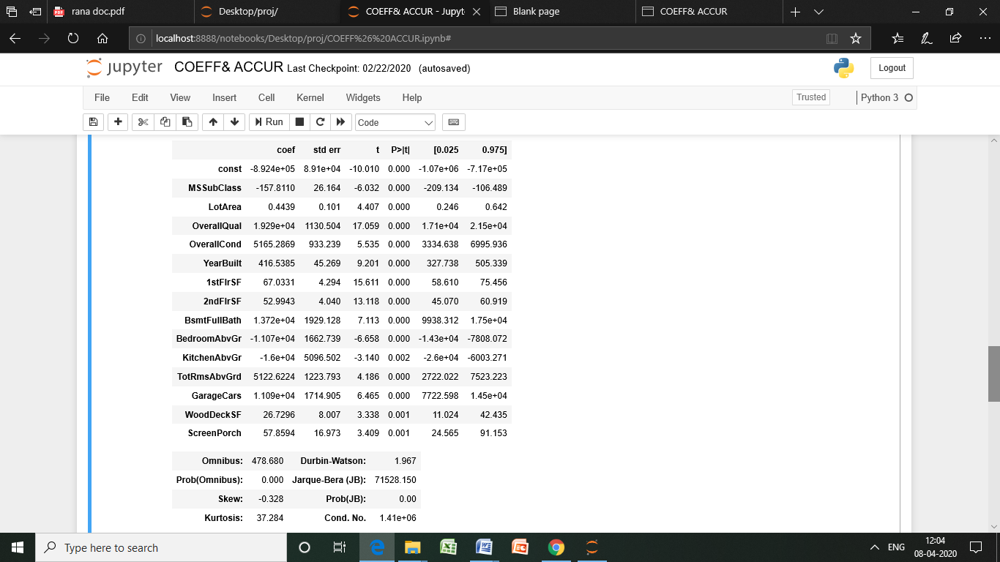 rana doc.pdf
Desktop/proj/
COEFF& ACCUR - Jupyt
Blank page
COEFF& ACCUR
localhost:8888/notebooks/Desktop/proj/COEFF%26%20ACCUR.ipynb#
jupyter COEFF& ACCUR Last Checkpoint: 02/22/2020 (autosaved)
Logout
File Edit View Insert Cell Kernel Widgets Help
Trusted
Python 3
Run
Code
coef std err t P>|t| [0.025 0.975]
const -8.924e+05 8.91e+04 -10.010 0.000 -1.07e+06 -7.17e+05
MSSubClass -157.8110 26.164 -6.032 0.000 -209.134 -106.489
LotArea 0.4439 0.101 4.407 0.000 0.246 0.642
OverallQual 1.929e+04 1130.504 17.059 0.000 1.71e+04 2.15e+04
OverallCond 5165.2869 933.239 5.535 0.000 3334.638 6995.936
YearBuilt 416.5385 45.269 9.201 0.000 327.738 505.339
1stFlrSF 67.0331 4.294 15.611 0.000 58.610 75.456
2ndFlrSF 52.9943 4.040 13.118 0.000 45.070 60.919
BsmtFullBath 1.372e+04 1929.128 7.113 0.000 9938.312 1.75e+04
BedroomAbvGr -1.107e+04 1662.739 -6.658 0.000 -1.43e+04 -7808.072
KitchenAbvGr -1.6e+04 5096.502 -3.140 0.002 -2.6e+04 -6003.271
TotRmsAbvGrd 5122.6224 1223.793 4.186 0.000 2722.022 7523.223
GarageCars 1.109e+04 1714.905 6.465 0.000 7722.598 1.45e+04
WoodDeckSF 26.7296 8.007 3.338 0.001 11.024 42.435
ScreenPorch 57.8594 16.973 3.409 0.001 24.565 91.153
Omnibus: 478.680 Durbin-Watson: 1.967
Prob(Omnibus): 0.000 Jarque-Bera (JB): 71528.150
Skew: -0.328 Prob(JB): 0.00
Kurtosis: 37.284 Cond. No. 1.41e+06
Type here to search
ENG
12:04
08-04-2020